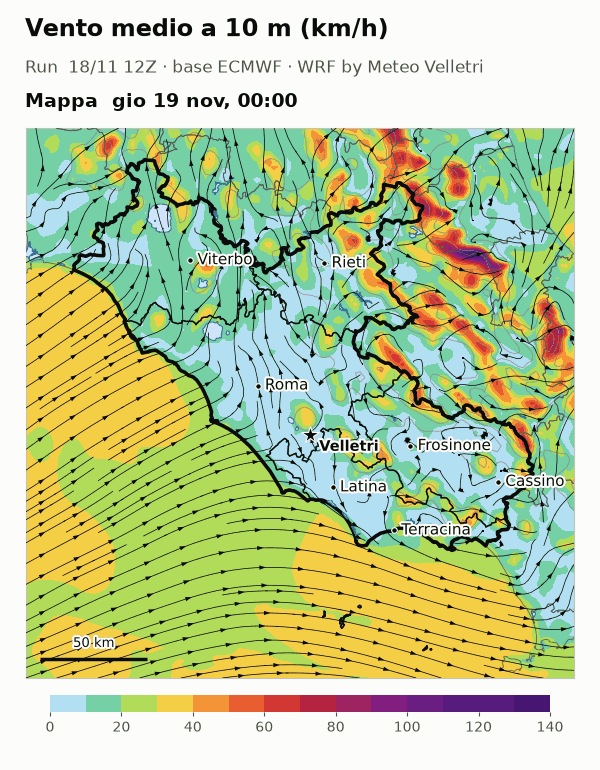 Vento medio a 10 m (km/h)
Run  18/11 12Z · base ECMWF · WRF by Meteo Velletri
Mappa  gio 19 nov, 00:00
Viterbo
Rieti
Roma
Velletri
Frosinone
Cassino
Latina
Terracina
50 km
0 20 40 60 80 100 120 140